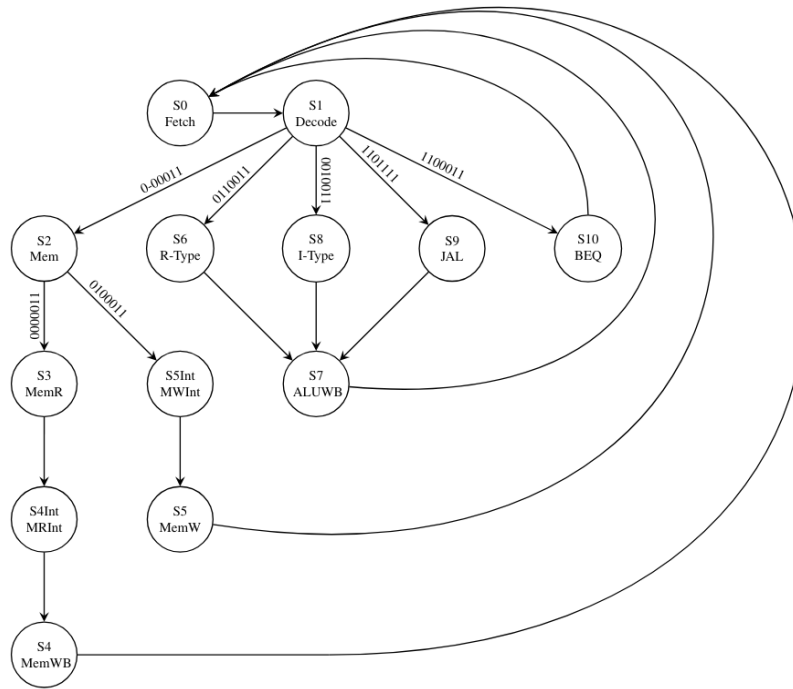 S0
Fetch
S1
Decode
0-00011
0110011
0010011
1101111
1100011
S2
Mem
S6
R-Type
S8
I-Type
S9
JAL
S10
BEQ
0000011
0100011
S3
MemR
S5Int
MWInt
S7
ALUWB
S4Int
MRInt
S5
MemW
S4
MemWB